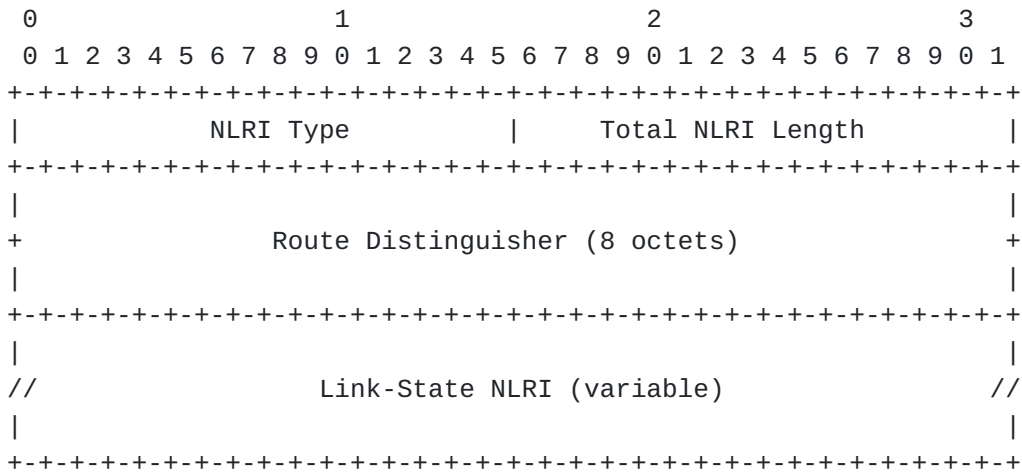 0                   1                   2                   3
 0 1 2 3 4 5 6 7 8 9 0 1 2 3 4 5 6 7 8 9 0 1 2 3 4 5 6 7 8 9 0 1
+-+-+-+-+-+-+-+-+-+-+-+-+-+-+-+-+-+-+-+-+-+-+-+-+-+-+-+-+-+-+-+-+
|            NLRI Type          |     Total NLRI Length         |
+-+-+-+-+-+-+-+-+-+-+-+-+-+-+-+-+-+-+-+-+-+-+-+-+-+-+-+-+-+-+-+-+
|                                                               |
+                Route Distinguisher (8 octets)                 +
|                                                               |
+-+-+-+-+-+-+-+-+-+-+-+-+-+-+-+-+-+-+-+-+-+-+-+-+-+-+-+-+-+-+-+-+
|                                                               |
//                  Link-State NLRI (variable)                 //
|                                                               |
+-+-+-+-+-+-+-+-+-+-+-+-+-+-+-+-+-+-+-+-+-+-+-+-+-+-+-+-+-+-+-+-+